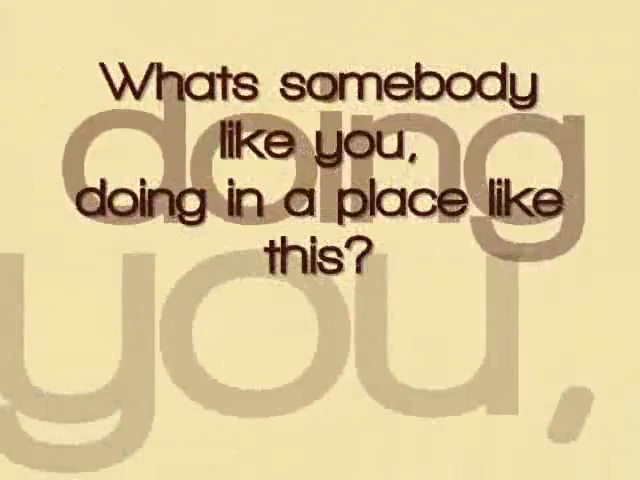 Whats somebody
like you,
doing in a place like
this?
doing
you,